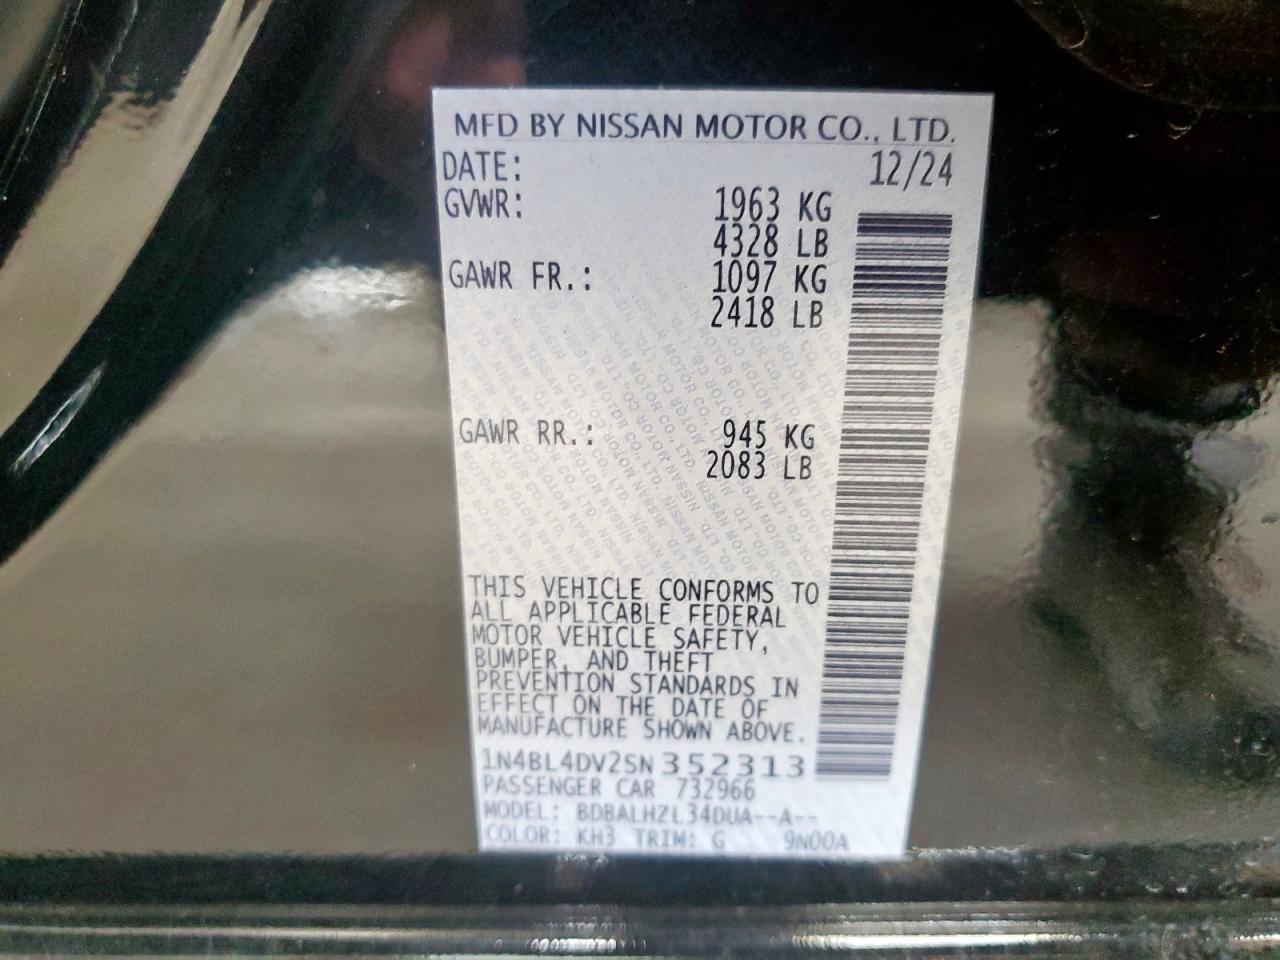 MFD BY NISSAN MOTOR CO., LTD.
DATE: 12/24
GVWR: 1963 KG
4328 LB
GAWR FR.: 1097 KG
2418 LB
GAWR RR.: 945 KG
2083 LB
THIS VEHICLE CONFORMS TO
ALL APPLICABLE FEDERAL
MOTOR VEHICLE SAFETY,
BUMPER, AND THEFT
PREVENTION STANDARDS IN
EFFECT ON THE DATE OF
MANUFACTURE SHOWN ABOVE.
1N4BL4DV2SN352313
PASSENGER CAR 732966
MODEL: BDBALHZL34DUA--A--
COLOR: KH3 TRIM: G 9N00A